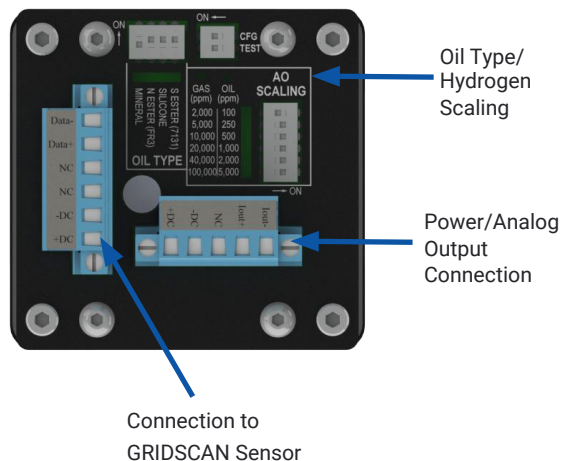 ON
ON
CFG
TEST
MINERAL
N ESTER (FR3)
SILICONE
S ESTER (7131)
OIL TYPE
GAS (ppm) OIL (ppm)
2,000 100
5,000 250
10,000 500
20,000 1,000
40,000 2,000
100,000 5,000
AO
SCALING
ON
Data-
Data+
NC
NC
-DC
+DC
+DC
-DC
NC
Iout+
Iout-
Oil Type/
Hydrogen
Scaling
Power/Analog
Output
Connection
Connection to
GRIDSCAN Sensor